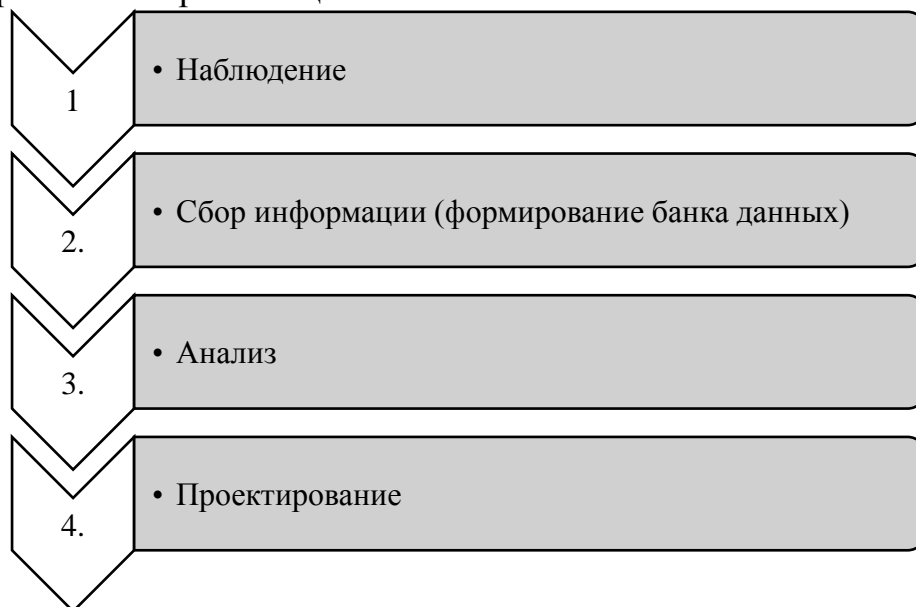 1
• Наблюдение
2.
• Сбор информации (формирование банка данных)
3.
• Анализ
4.
• Проектирование